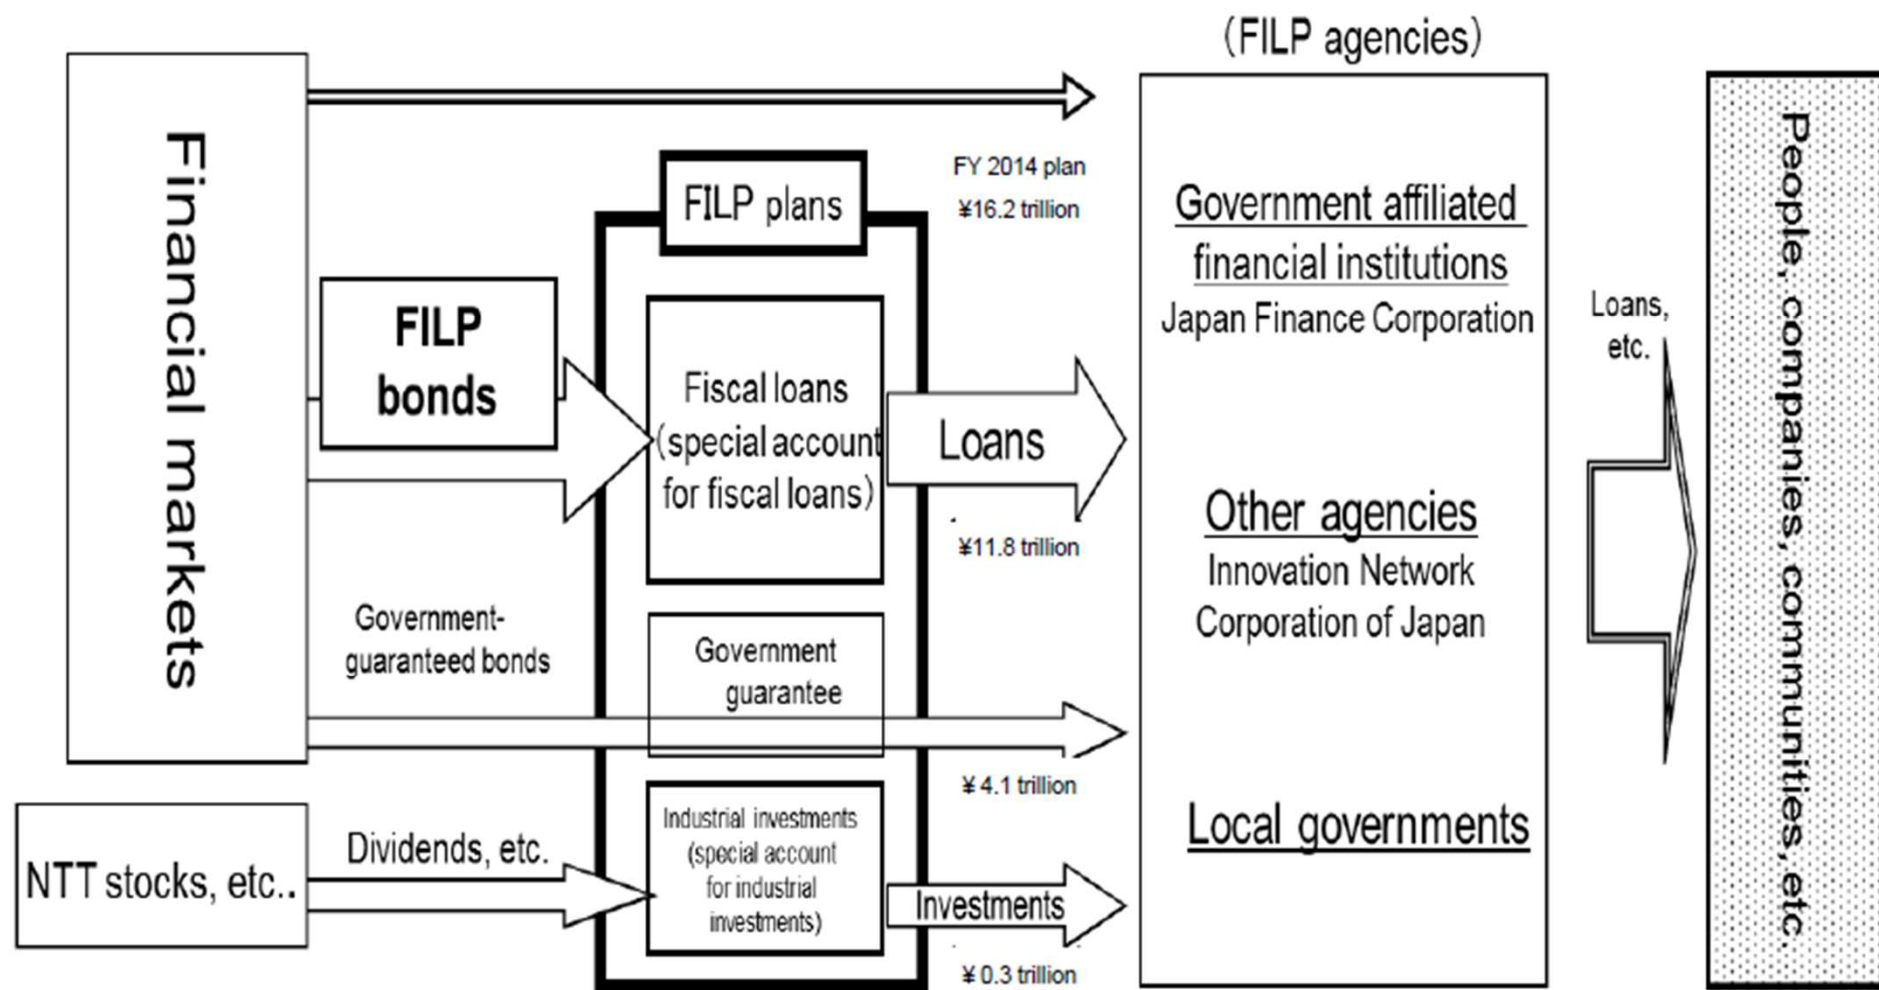 (FILP agencies)
Financial markets
FILP plans
FY 2014 plan
¥16.2 trillion
FILP
bonds
Fiscal loans
(special account
for fiscal loans)
Loans
¥11.8 trillion
Government-
guaranteed bonds
Government
guarantee
¥ 4.1 trillion
NTT stocks, etc..
Dividends, etc.
Industrial investments
(special account
for industrial
investments)
Investments
¥ 0.3 trillion
Government affiliated
financial institutions
Japan Finance Corporation
Other agencies
Innovation Network
Corporation of Japan
Local governments
Loans,
etc.
People, companies, communities, etc.